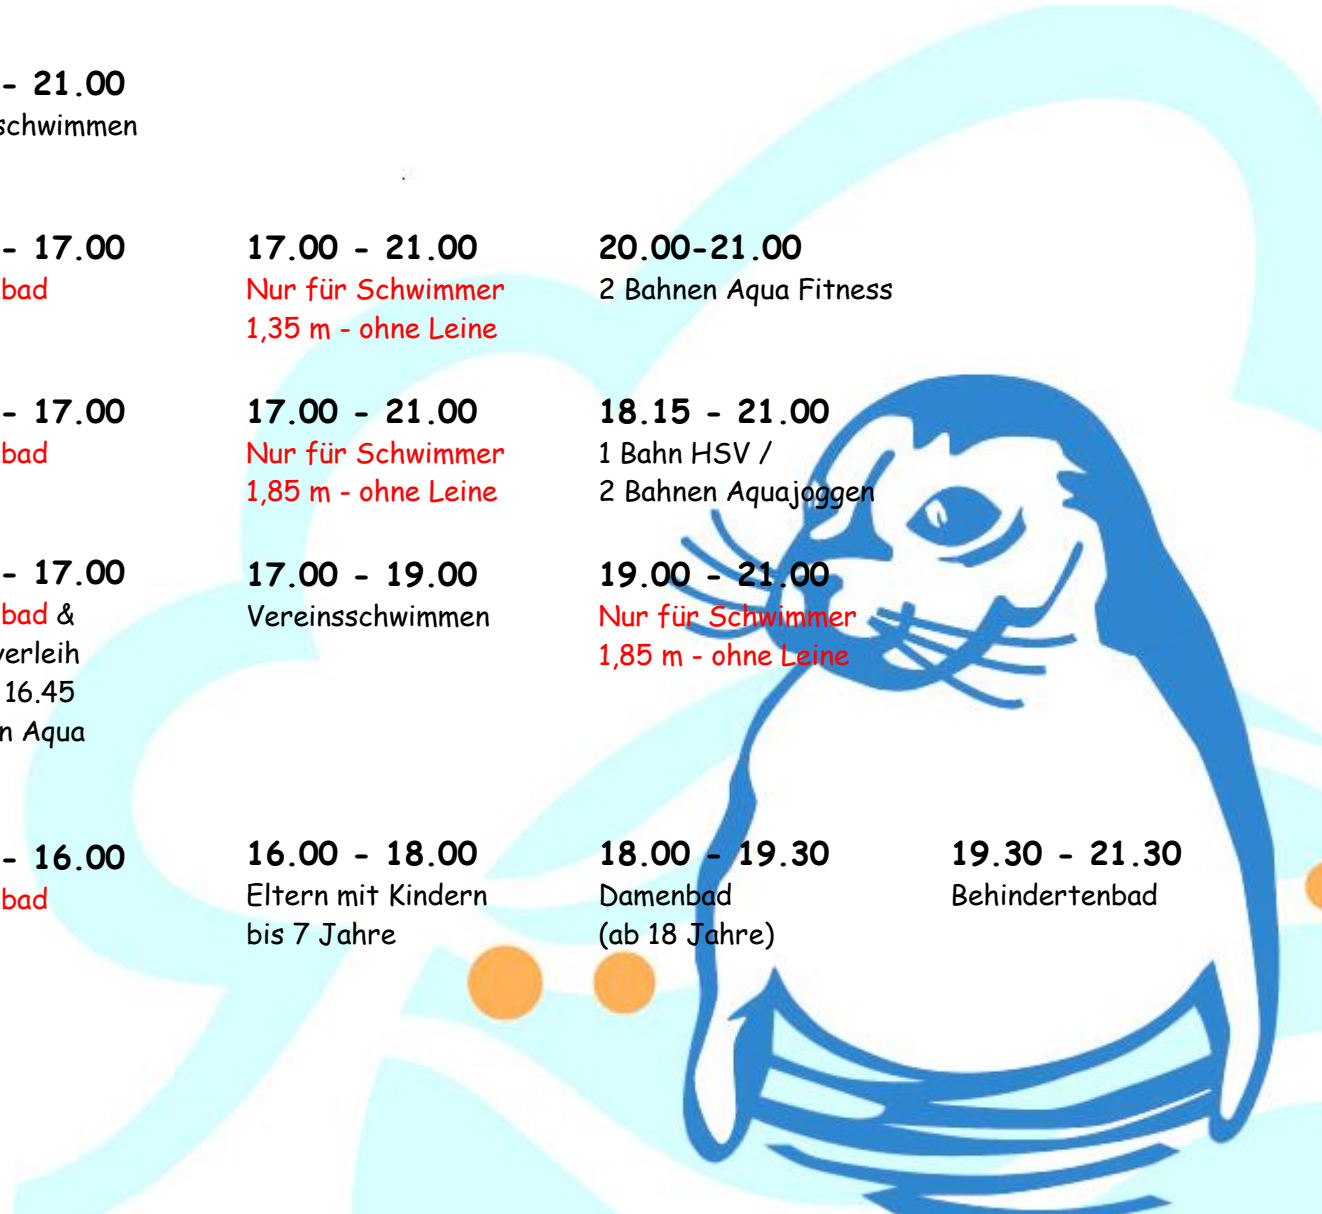 - 21.00
schwimmen
- 17.00
bad
17.00 - 21.00
Nur für Schwimmer
1,35 m - ohne Leine
20.00-21.00
2 Bahnen Aqua Fitness
- 17.00
bad
17.00 - 21.00
Nur für Schwimmer
1,85 m - ohne Leine
18.15 - 21.00
1 Bahn HSV /
2 Bahnen Aquajoggen
- 17.00
bad &
verleih
16.45
n Aqua
17.00 - 19.00
Vereinsschwimmen
19.00 - 21.00
Nur für Schwimmer
1,85 m - ohne Leine
- 16.00
bad
16.00 - 18.00
Eltern mit Kindern
bis 7 Jahre
18.00 - 19.30
Damenbad
(ab 18 Jahre)
19.30 - 21.30
Behindertenbad